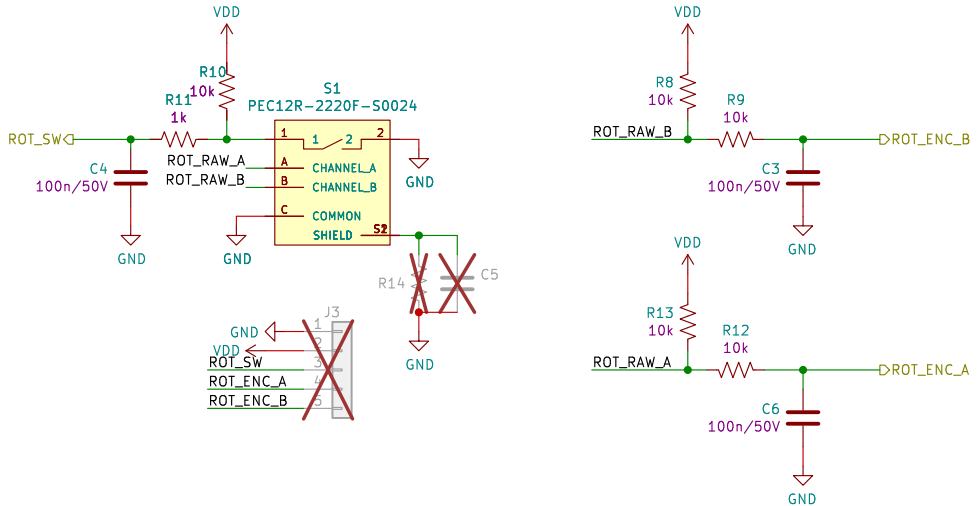 VDD
R10
10k
R11
1k
S1
PEC12R-2220F-S0024
ROT_SW
1
1
2
2
ROT_RAW_A
A
CHANNEL_A
ROT_RAW_B
B
CHANNEL_B
GND
C4
100n/50V
C
COMMON
SHIELD
GND
GND
R14
C5
GND
J3
GND
1
VDD
2
ROT_SW
3
ROT_ENC_A
4
ROT_ENC_B
5
VDD
R8
10k
R9
10k
ROT_RAW_B
ROT_ENC_B
C3
100n/50V
GND
VDD
R13
10k
R12
10k
ROT_RAW_A
ROT_ENC_A
C6
100n/50V
GND